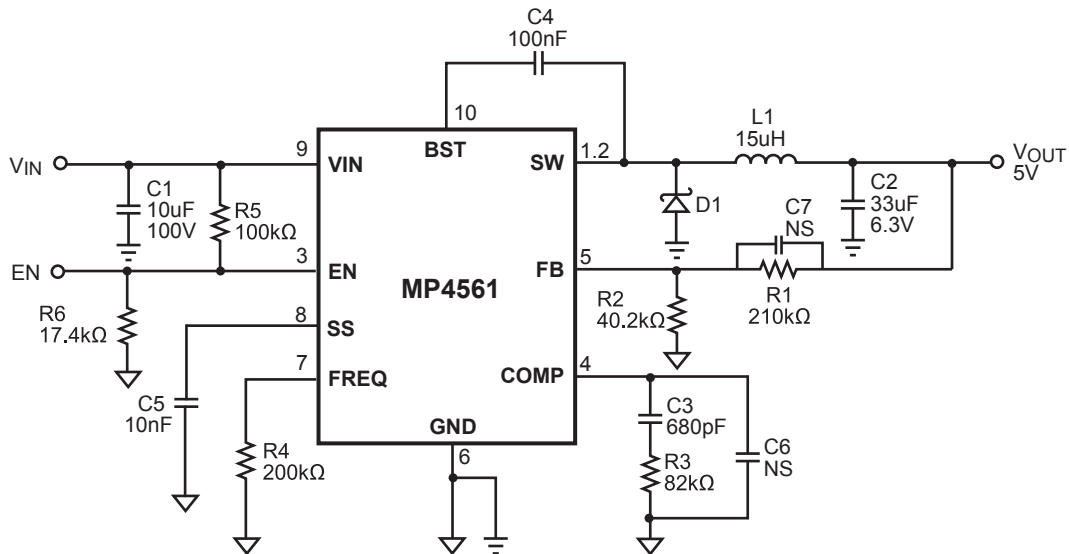 C4
100nF
10
L1
15uH
9
VIN
BST
SW
1.2
VIN
VOUT
5V
C1
10uF
100V
R5
100kΩ
D1
C7
NS
C2
33uF
6.3V
EN
3
EN
MP4561
FB
5
R1
210kΩ
R6
17.4kΩ
8
SS
R2
40.2kΩ
7
FREQ
COMP
4
C5
10nF
R4
200kΩ
GND
6
C3
680pF
R3
82kΩ
C6
NS